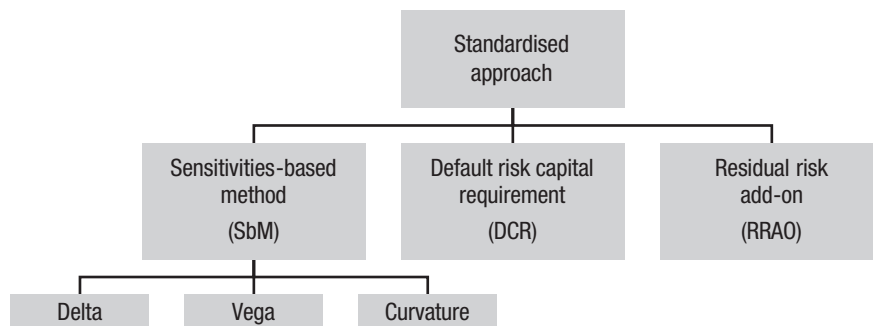 Standardised
approach
Sensitivities-based
method
(SbM)
Default risk capital
requirement
(DCR)
Residual risk
add-on
(RRAO)
Delta
Vega
Curvature